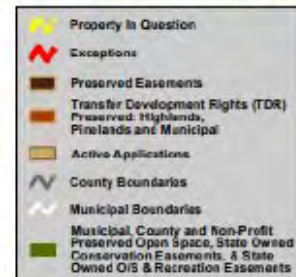 Property In Question
Exceptions
Preserved Easements
Transfer Development Rights (TDR)
Preserved: Highlands,
Pinelands and Municipal
Active Applications
County Boundaries
Municipal Boundaries
Municipal, County and Non-Profit
Preserved Open Space, State Owned
Conservation Easements, & State
Owned O/S & Recreation Easements